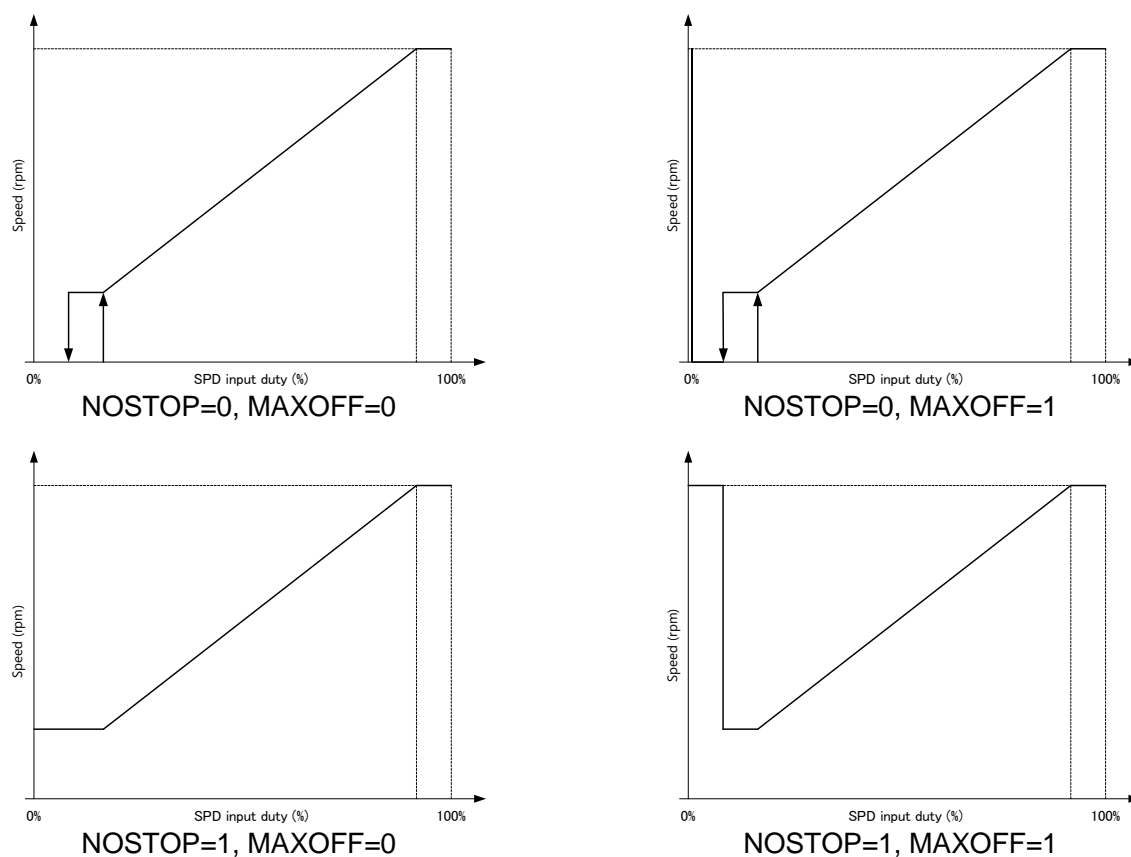 Speed (rpm)
0%
SPD input duty (%)
100%
NOSTOP=0, MAXOFF=0
Speed (rpm)
0%
SPD input duty (%)
100%
NOSTOP=0, MAXOFF=1
Speed (rpm)
0%
SPD input duty (%)
100%
NOSTOP=1, MAXOFF=0
Speed (rpm)
0%
SPD input duty (%)
100%
NOSTOP=1, MAXOFF=1